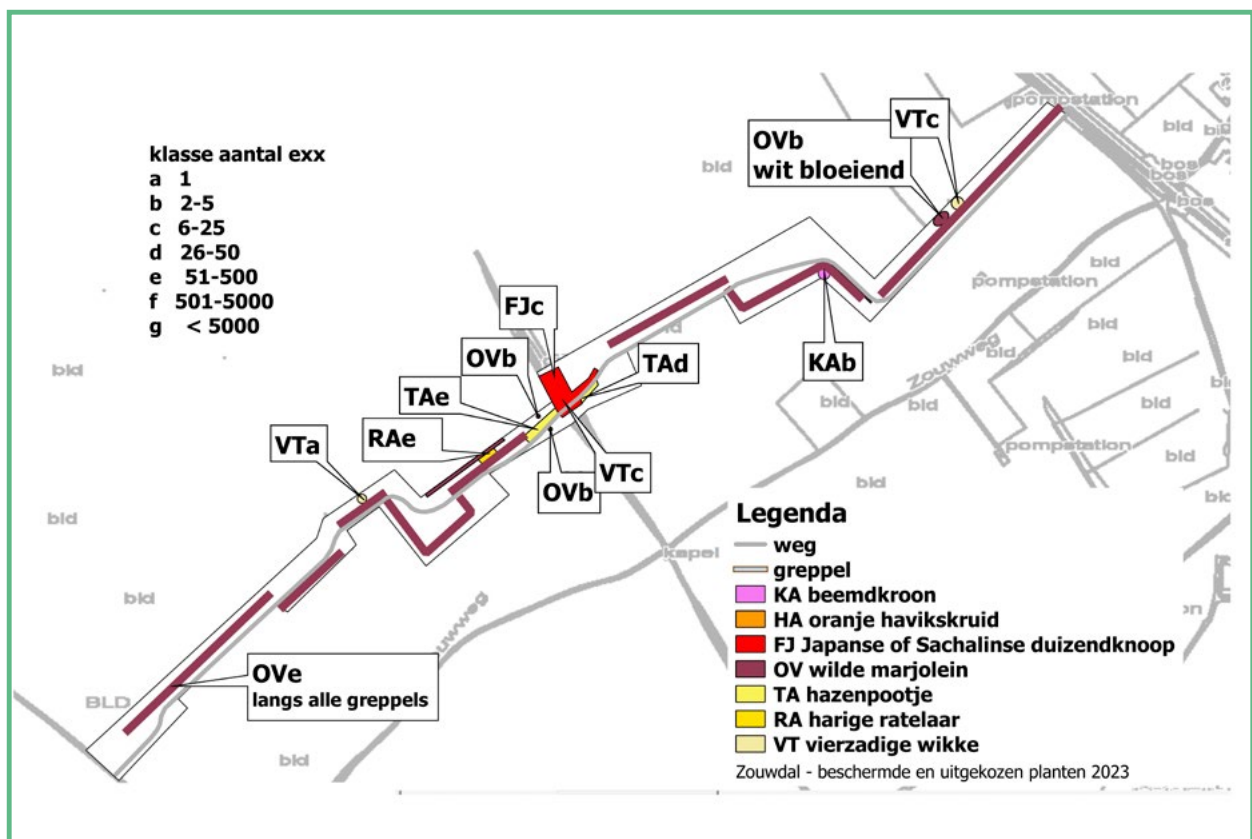 pompstation
VTc
OVb
wit bloeiend
bld
bld
bos
bos
bos
klasse aantal exx
a 1
b 2-5
c 6-25
d 26-50
e 51-500
f 501-5000
g < 5000
bld
pompstation
FJc
bld
bld
OVb
TAd
KAb
bld
Zouwweg
bld
bld
bld
TAe
RAe
pompstation
bld
VTa
OVb
VTc
bld
bld
bld
kapel
Legenda
weg
greppel
KA beemdkroon
HA oranje havikskruid
FJ Japanse of Sachalinse duizendknoop
OV wilde marjolein
TA hazenpootje
RA harige ratelaar
VT vierzadige wikke
Zouwdal - beschermde en uitgekozen planten 2023
bld
OVe
langs alle greppels
BLD
bld